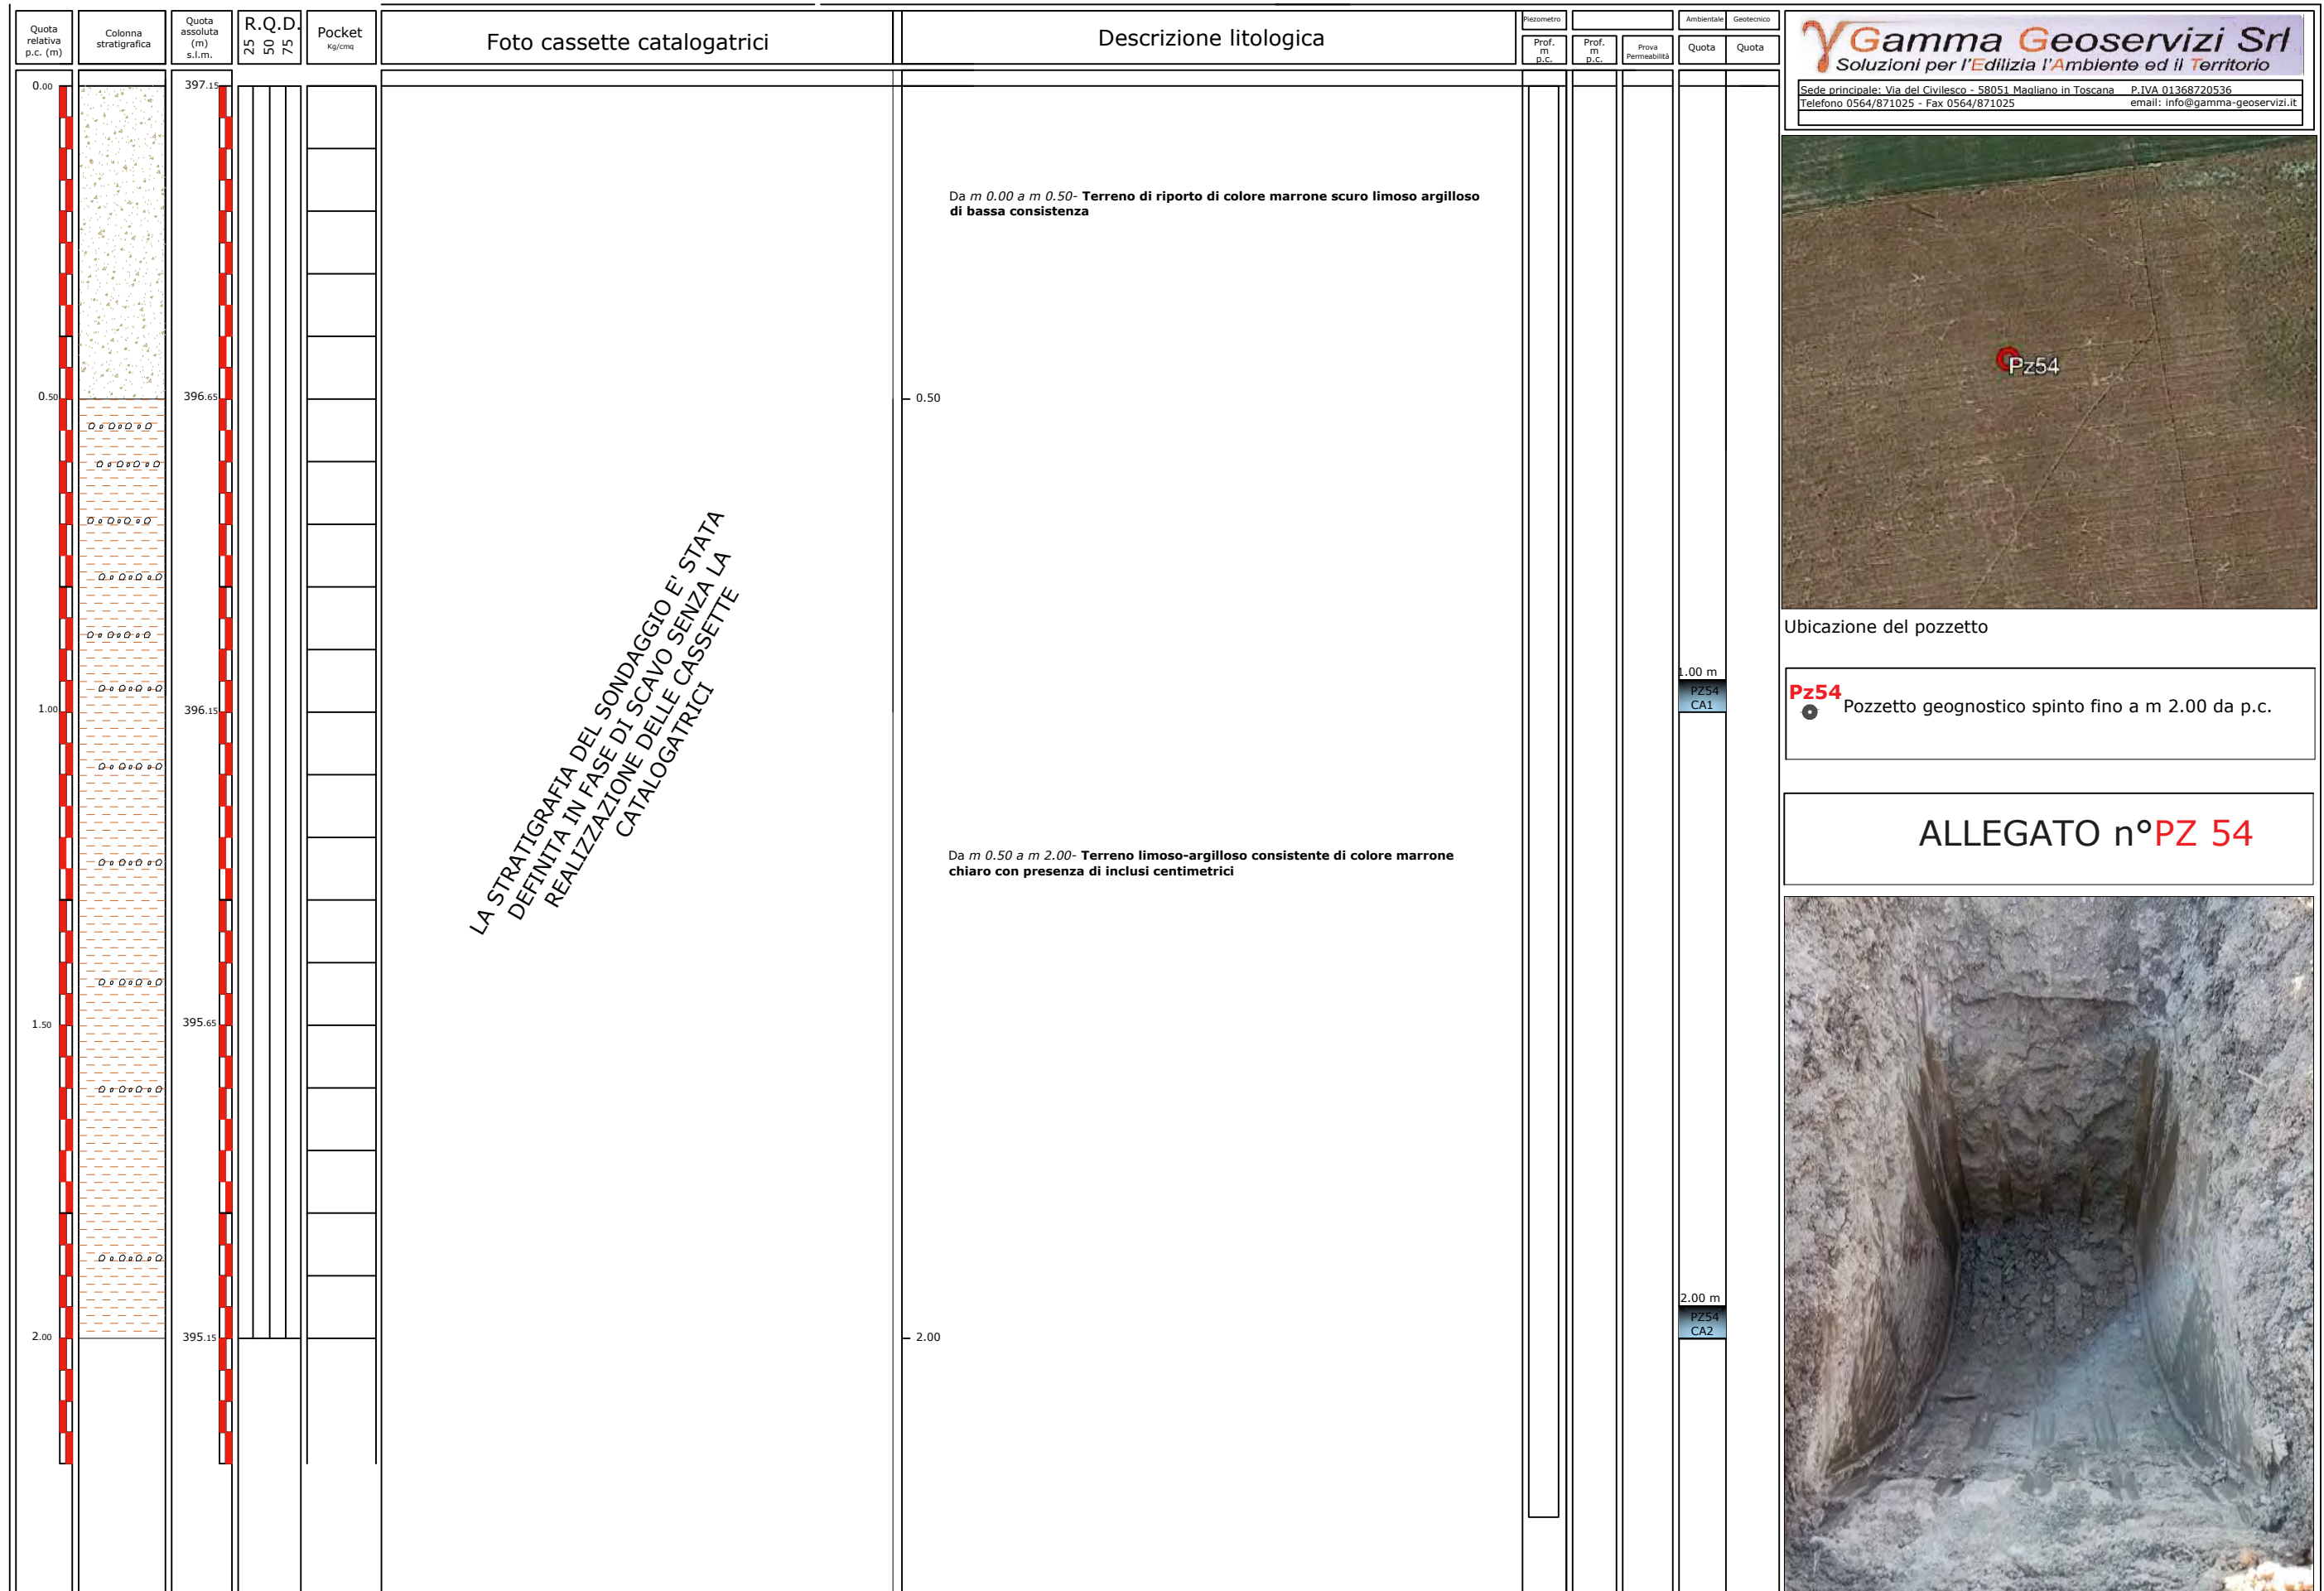 Quota
relativa
p.c. (m)
Colonna
stratigrafica
Quota
assoluta
(m)
s.l.m.
R.Q.D.
25
50
75
Pocket
Kg/cmq
Foto cassette catalogatrici
Descrizione litologica
Piezometro
Prof.
m
p.c.
Prof.
m
p.c.
Prova
Permeabilità
Ambientale
Geotecnico
Quota
Quota
Gamma Geoservizi Srl
Soluzioni per l'Edilizia l'Ambiente ed il Territorio
Sede principale: Via del Civilesco - 58051 Magliano in Toscana P.IVA 01368720536
Telefono 0564/871025 - Fax 0564/871025 email: info@gamma-geoservizi.it
0.00
397.15
Da m 0.00 a m 0.50- Terreno di riporto di colore marrone scuro limoso argilloso
di bassa consistenza
Pz54
0.50
396.65
0.50
LA STRATIGRAFIA DEL SONDAGGIO E' STATA
DEFINITA IN FASE DI SCAVO SENZA LA
REALIZZAZIONE DELLE CASSETTE
CATALOGATRICI
Ubicazione del pozzetto
1.00 m
PZ54
CA1
Pz54
Pozzetto geognostico spinto fino a m 2.00 da p.c.
1.00
396.15
ALLEGATO n°PZ 54
Da m 0.50 a m 2.00- Terreno limoso-argilloso consistente di colore marrone
chiaro con presenza di inclusi centimetrici
1.50
395.65
2.00 m
PZ54
CA2
2.00
395.15
2.00